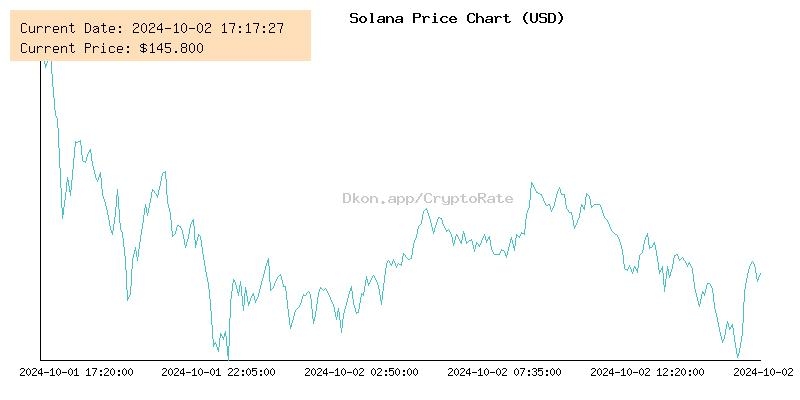 Solana Price Chart (USD)
Current Date: 2024-10-02 17:17:27
Current Price: $145.800
Dkon.app/CryptoRate
2024-10-01 17:20:00 2024-10-01 22:05:00 2024-10-02 02:50:00 2024-10-02 07:35:00 2024-10-02 12:20:00 2024-10-02